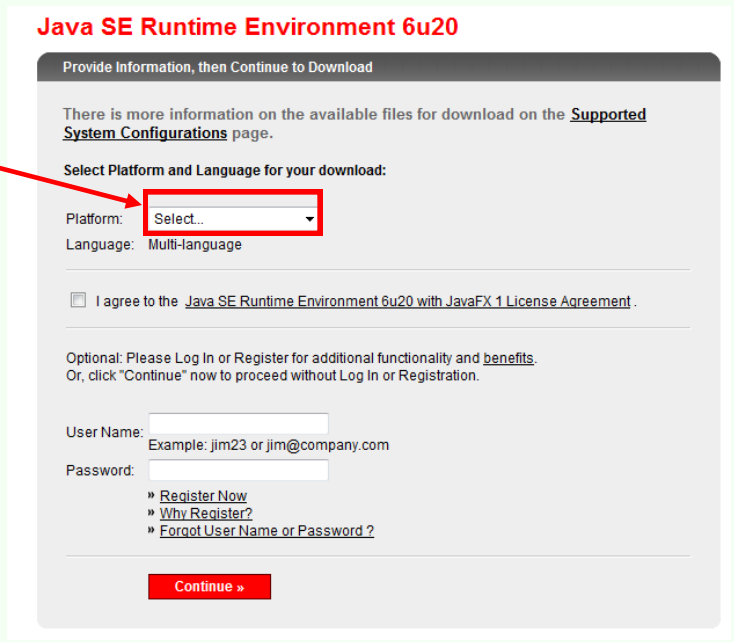 Java SE Runtime Environment 6u20
Provide Information, then Continue to Download
There is more information on the available files for download on the Supported
System Configurations page.
Select Platform and Language for your download:
Platform: Select...
Language: Multi-language
I agree to the Java SE Runtime Environment 6u20 with JavaFX 1 License Agreement .
Optional: Please Log In or Register for additional functionality and benefits.
Or, click "Continue" now to proceed without Log In or Registration.
User Name:
Example: jim23 or jim@company.com
Password:
» Register Now
» Why Register?
» Forgot User Name or Password ?
Continue »